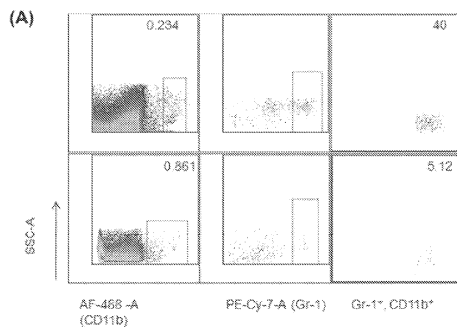 (A)
0.234
40
0.861
5.12
SSC-A
AF-488 -A
(CD11b)
PE-Cy-7-A (Gr-1)
Gr-1⁺, CD11b⁺